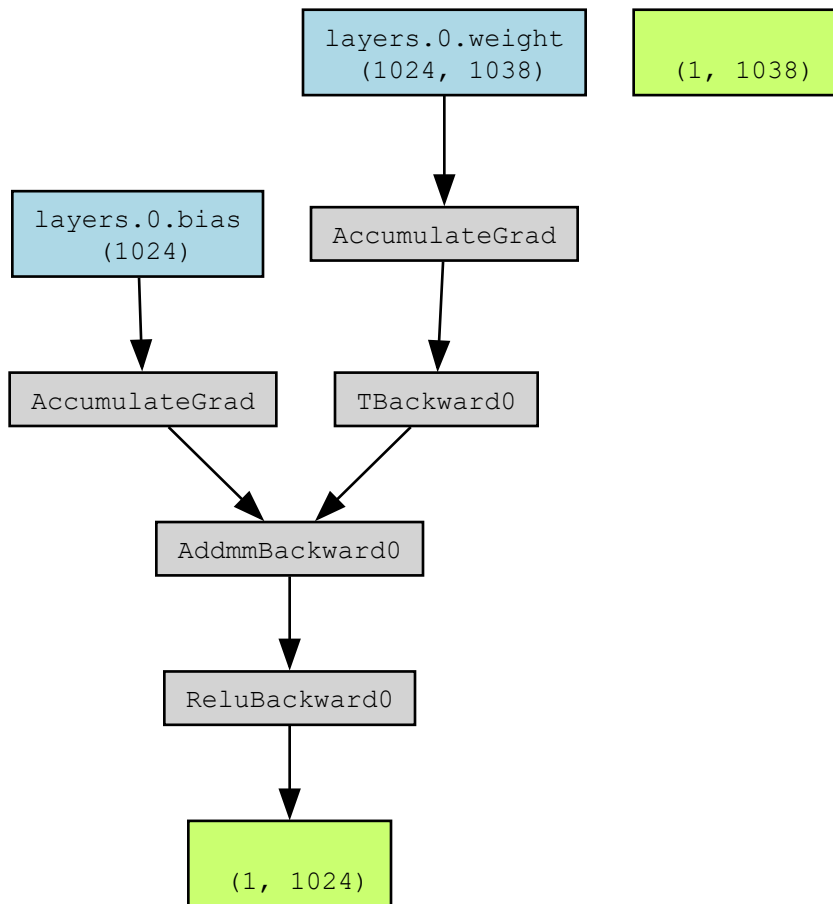 layers.0.weight
(1024, 1038)
(1, 1038)
layers.0.bias
(1024)
AccumulateGrad
AccumulateGrad
TBackward0
AddmmBackward0
ReluBackward0
(1, 1024)